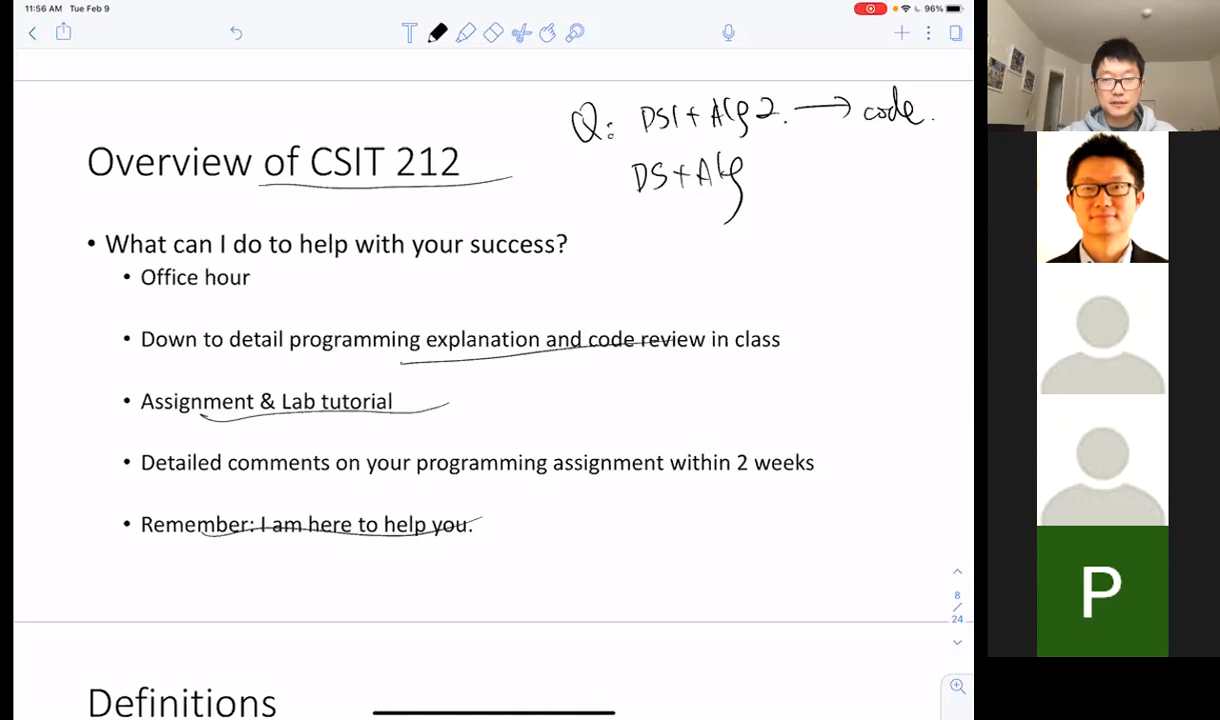 11:56 AM Tue Feb 9
96%
Q: DS1 + Alg 2. → code.
DS + Alg
Overview of CSIT 212
• What can I do to help with your success?
• Office hour
• Down to detail programming explanation and code review in class
• Assignment & Lab tutorial
• Detailed comments on your programming assignment within 2 weeks
• Remember: I am here to help you.
8
/
24
Definitions
P